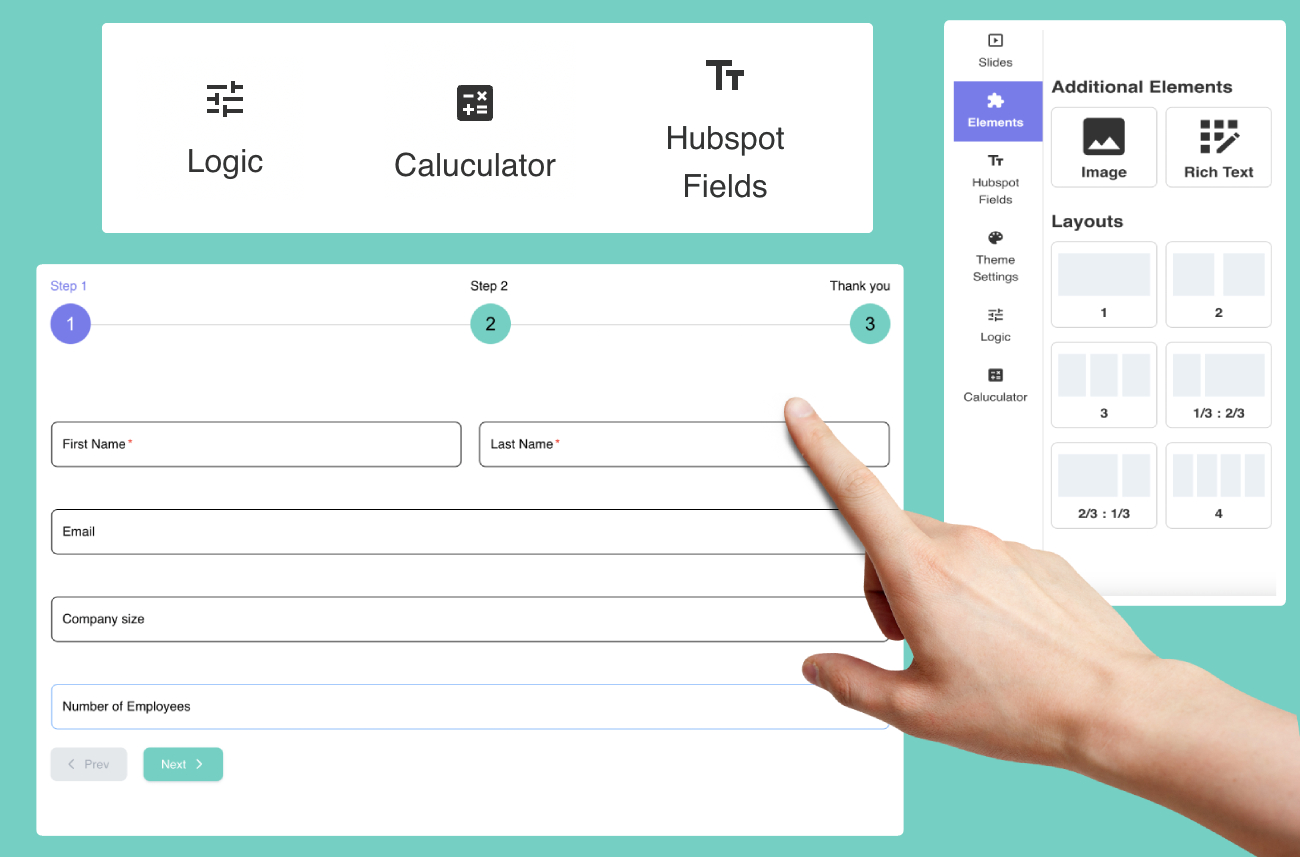 Logic
Caluculator
Hubspot
Fields
Step 1
Step 2
Thank you
1
2
3
First Name*
Last Name*
Email
Company size
Number of Employees
Prev
Next
Slides
Elements
Hubspot
Fields
Theme
Settings
Logic
Caluculator
Additional Elements
Image
Rich Text
Layouts
1
2
3
1/3 : 2/3
2/3 : 1/3
4